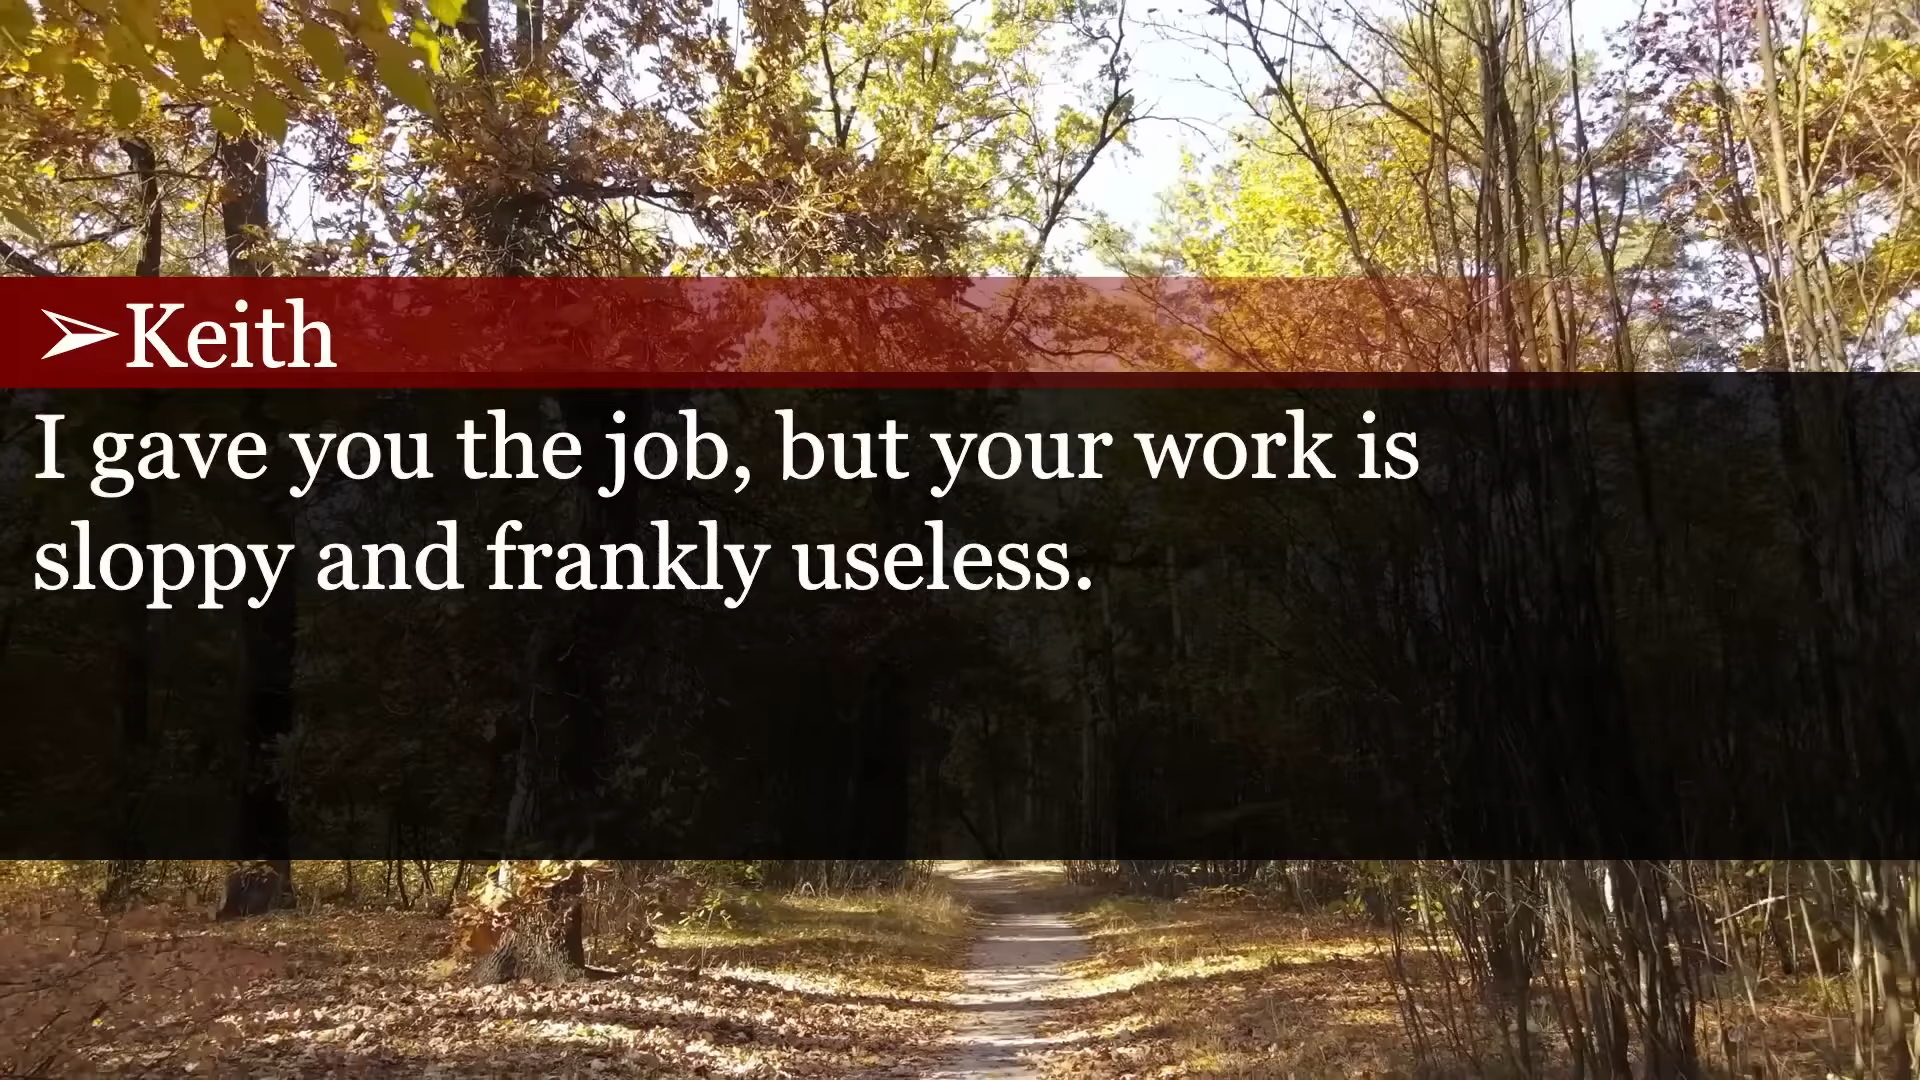 ➢Keith
I gave you the job, but your work is
sloppy and frankly useless.